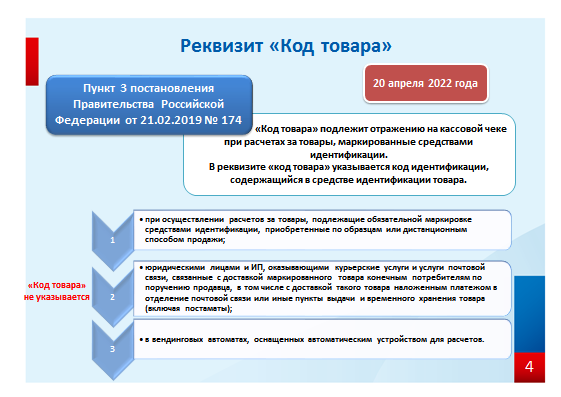 Реквизит «Код товара»
Пункт 3 постановления
Правительства Российской
Федерации от 21.02.2019 № 174
20 апреля 2022 года
«Код товара» подлежит отражению на кассовой чеке
при расчетах за товары, маркированные средствами
идентификации.
В реквизите «код товара» указывается код идентификации,
содержащийся в средстве идентификации товара.
«Код товара»
не указывается
1
• при осуществлении расчетов за товары, подлежащие обязательной маркировке
средствами идентификации, приобретенные по образцам или дистанционным
способом продажи;
2
• юридическими лицами и ИП, оказывающими курьерские услуги и услуги почтовой
связи, связанные с доставкой маркированного товара конечным потребителям по
поручению продавца, в том числе с доставкой такого товара наложенным платежом в
отделение почтовой связи или иные пункты выдачи и временного хранения товара
(включая постаматы);
3
• в вендинговых автоматах, оснащенных автоматическим устройством для расчетов.
4